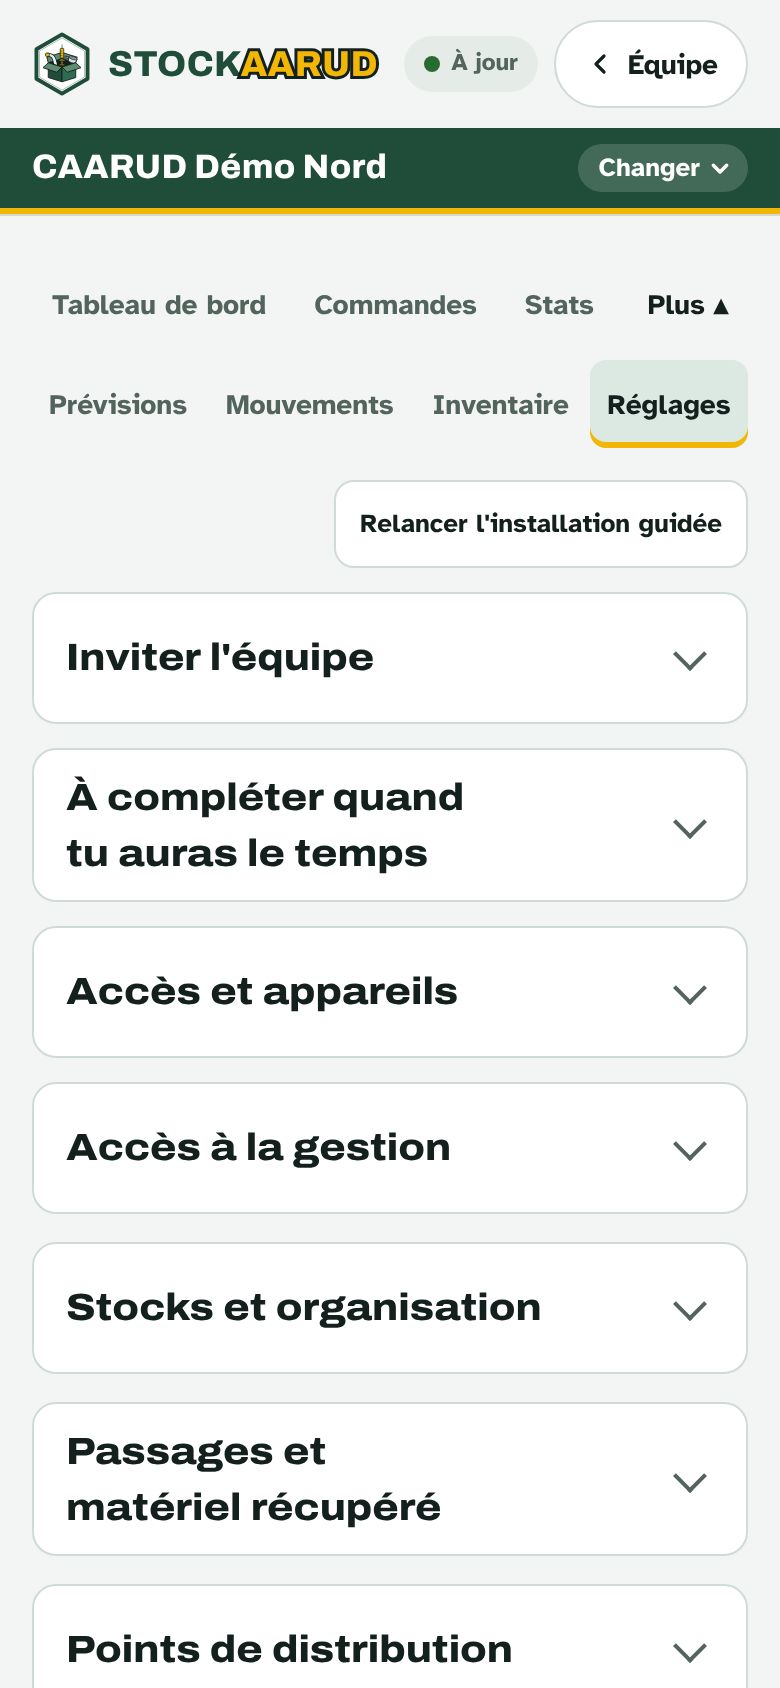 STOCKAARUD
À jour
Équipe
CAARUD Démo Nord
Changer
Tableau de bord
Commandes
Stats
Plus ▲
Prévisions
Mouvements
Inventaire
Réglages
Relancer l'installation guidée
Inviter l'équipe
À compléter quand
tu auras le temps
Accès et appareils
Accès à la gestion
Stocks et organisation
Passages et
matériel récupéré
Points de distribution